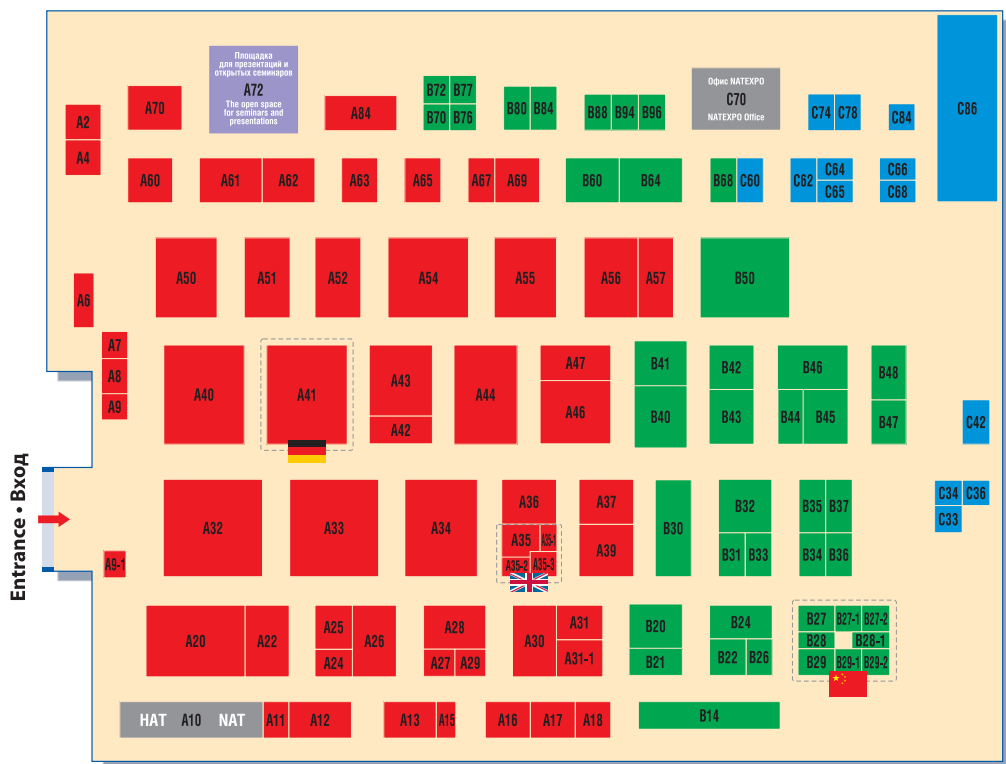 Площадка
для презентаций и
открытых семинаров
A72
The open space
for seminars and
presentations
Офис NATEXPO
C70
NATEXPO Office
C86
A2
A4
A70
A84
B72 B77
B70 B76
B80 B84
B88 B94 B96
C74 C78
C84
A60
A61 A62
A63
A65
A67 A69
B60 B64
B68 C60
C62 C64
C65
C66
C68
A6
A50
A51
A52
A54
A55
A56 A57
B50
A7
A8
A9
A40
A41
A43
A42
A44
A47
A46
B41
B40
B42
B43
B46
B44 B45
B48
B47
C42
Entrance • Вход
A9-1
A32
A33
A34
A36
A35 A35-1
A35-2 A35-3
A37
A39
B30
B32
B31 B33
B35 B37
B34 B36
C34 C36
C33
A20 A22
A25
A24
A26
A28
A27 A29
A30
A31
A31-1
B20
B21
B24
B22 B26
B27 B27-1 B27-2
B28 B28-1
B29 B29-1 B29-2
НАТ A10 NAT
A11 A12
A13 A15
A16 A17 A18
B14